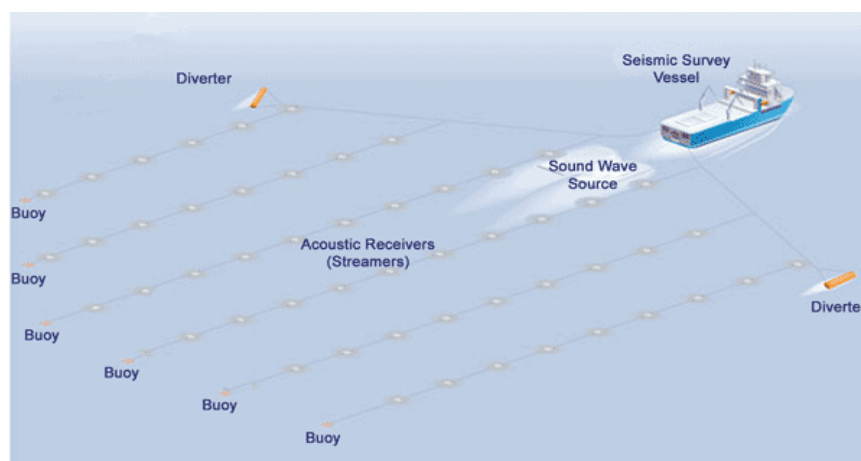 Seismic Survey
Vessel
Diverter
Sound Wave
Source
Buoy
Acoustic Receivers
(Streamers)
Buoy
Diverte
Buoy
Buoy
Buoy
Buoy